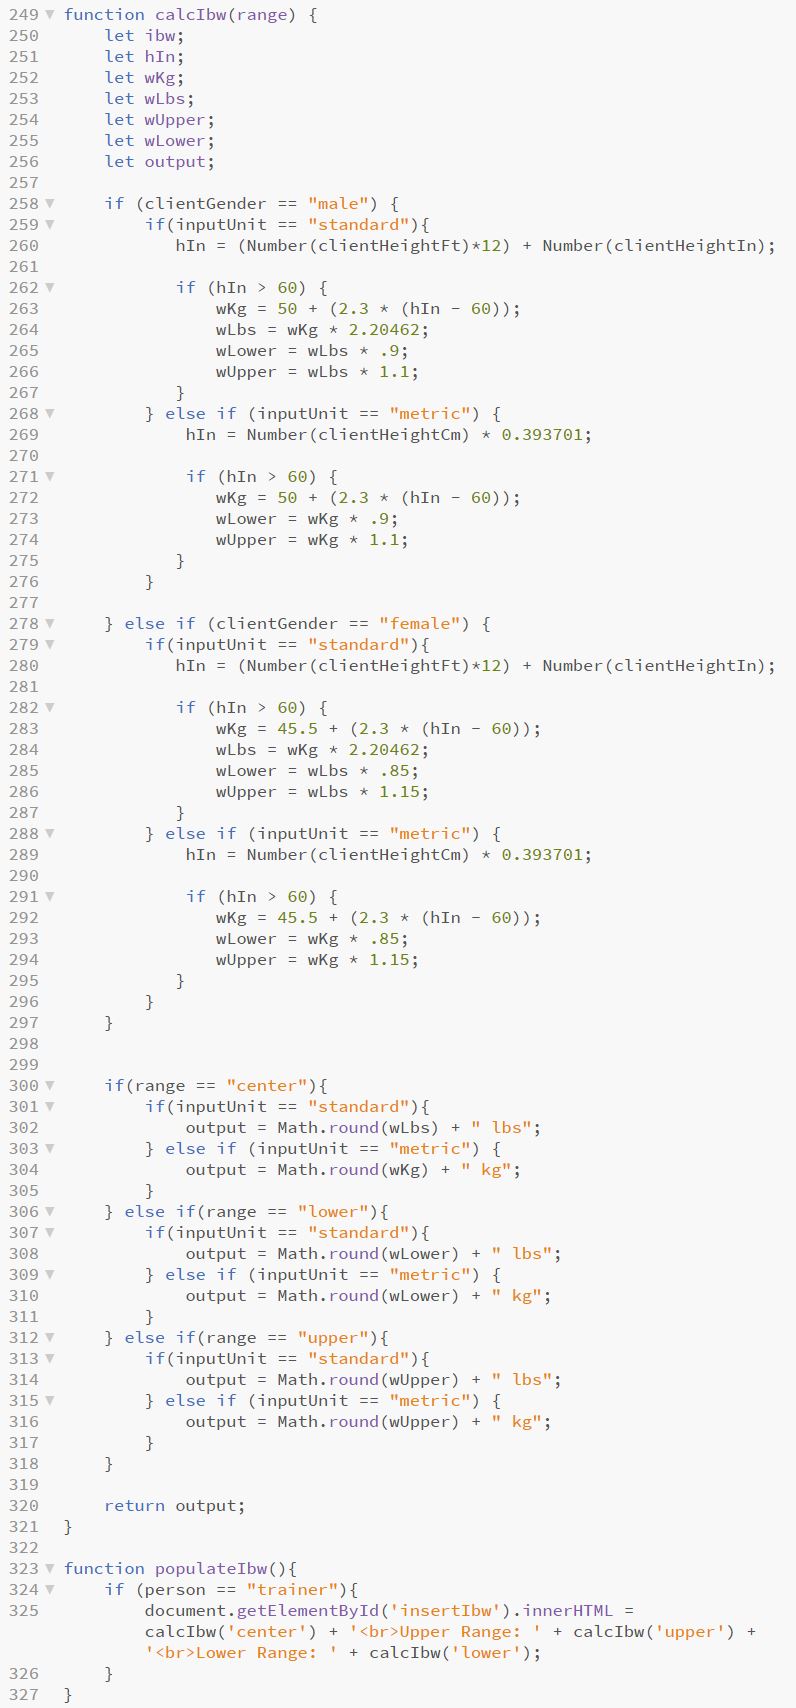 249 function calcIbw(range) {
250     let ibw;
251     let hIn;
252     let wKg;
253     let wLbs;
254     let wUpper;
255     let wLower;
256     let output;
257
258     if (clientGender == "male") {
259         if(inputUnit == "standard"){
260            hIn = (Number(clientHeightFt)*12) + Number(clientHeightIn);
261
262            if (hIn > 60) {
263                wKg = 50 + (2.3 * (hIn - 60));
264                wLbs = wKg * 2.20462;
265                wLower = wLbs * .9;
266                wUpper = wLbs * 1.1;
267            }
268         } else if (inputUnit == "metric") {
269             hIn = Number(clientHeightCm) * 0.393701;
270
271             if (hIn > 60) {
272                wKg = 50 + (2.3 * (hIn - 60));
273                wLower = wKg * .9;
274                wUpper = wKg * 1.1;
275            }
276         }
277
278     } else if (clientGender == "female") {
279         if(inputUnit == "standard"){
280            hIn = (Number(clientHeightFt)*12) + Number(clientHeightIn);
281
282            if (hIn > 60) {
283                wKg = 45.5 + (2.3 * (hIn - 60));
284                wLbs = wKg * 2.20462;
285                wLower = wLbs * .85;
286                wUpper = wLbs * 1.15;
287            }
288         } else if (inputUnit == "metric") {
289             hIn = Number(clientHeightCm) * 0.393701;
290
291             if (hIn > 60) {
292                wKg = 45.5 + (2.3 * (hIn - 60));
293                wLower = wKg * .85;
294                wUpper = wKg * 1.15;
295            }
296         }
297     }
298
299
300     if(range == "center"){
301         if(inputUnit == "standard"){
302             output = Math.round(wLbs) + " lbs";
303         } else if (inputUnit == "metric") {
304             output = Math.round(wKg) + " kg";
305         }
306     } else if(range == "lower"){
307         if(inputUnit == "standard"){
308             output = Math.round(wLower) + " lbs";
309         } else if (inputUnit == "metric") {
310             output = Math.round(wLower) + " kg";
311         }
312     } else if(range == "upper"){
313         if(inputUnit == "standard"){
314             output = Math.round(wUpper) + " lbs";
315         } else if (inputUnit == "metric") {
316             output = Math.round(wUpper) + " kg";
317         }
318     }
319
320     return output;
321 }
322
323 function populateIbw(){
324     if (person == "trainer"){
325         document.getElementById('insertIbw').innerHTML =
        calcIbw('center') + '<br>Upper Range: ' + calcIbw('upper') +
        '<br>Lower Range: ' + calcIbw('lower');
326     }
327 }